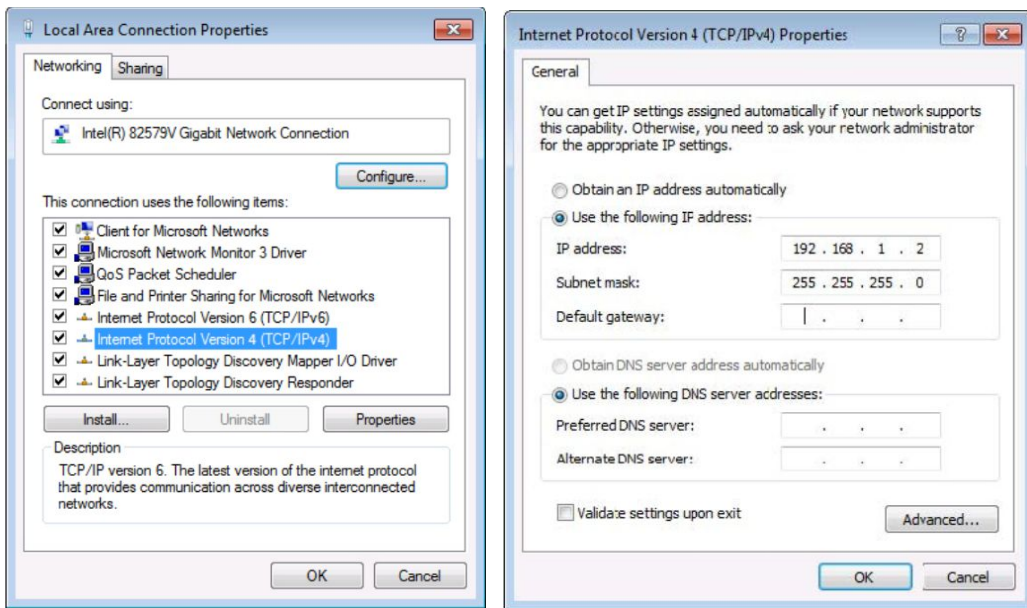 Local Area Connection Properties
Networking
Sharing
Connect using:
Intel(R) 82579V Gigabit Network Connection
Configure...
This connection uses the following items:
Client for Microsoft Networks
Microsoft Network Monitor 3 Driver
QoS Packet Scheduler
File and Printer Sharing for Microsoft Networks
Internet Protocol Version 6 (TCP/IPv6)
Internet Protocol Version 4 (TCP/IPv4)
Link-Layer Topology Discovery Mapper I/O Driver
Link-Layer Topology Discovery Responder
Install...
Uninstall
Properties
Description
TCP/IP version 6. The latest version of the internet protocol
that provides communication across diverse interconnected
networks.
OK
Cancel
Internet Protocol Version 4 (TCP/IPv4) Properties
General
You can get IP settings assigned automatically if your network supports
this capability. Otherwise, you need to ask your network administrator
for the appropriate IP settings.
Obtain an IP address automatically
Use the following IP address:
IP address: 192 . 168 . 1 . 2
Subnet mask: 255 . 255 . 255 . 0
Default gateway: . . .
Obtain DNS server address automatically
Use the following DNS server addresses:
Preferred DNS server: . . .
Alternate DNS server: . . .
Validate settings upon exit
Advanced...
OK
Cancel